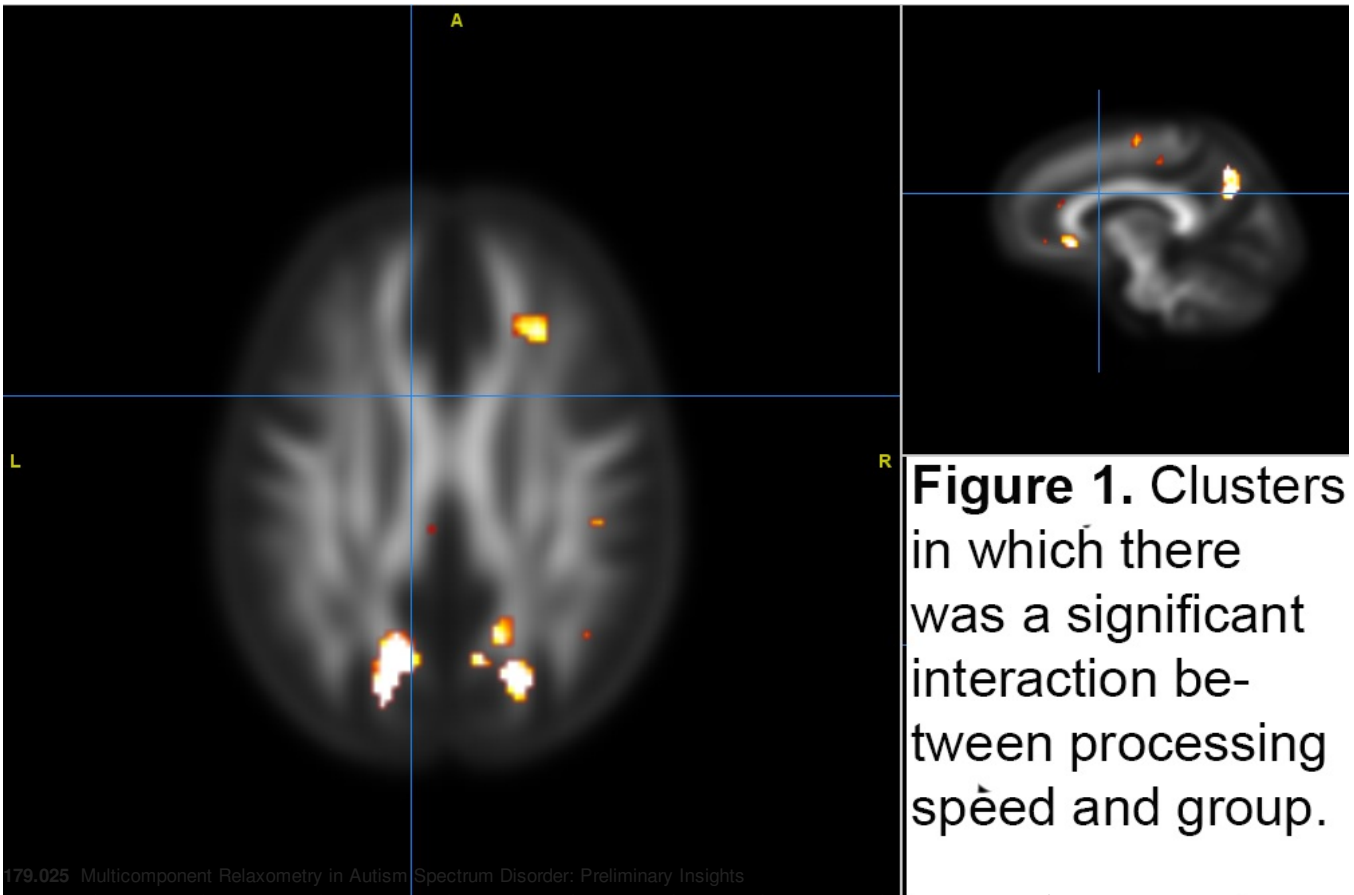 A
L
R
Figure 1. Clusters
in which there
was a significant
interaction be-
tween processing
speed and group.
179.025 Multicomponent Relaxometry in Autism Spectrum Disorder: Preliminary Insights